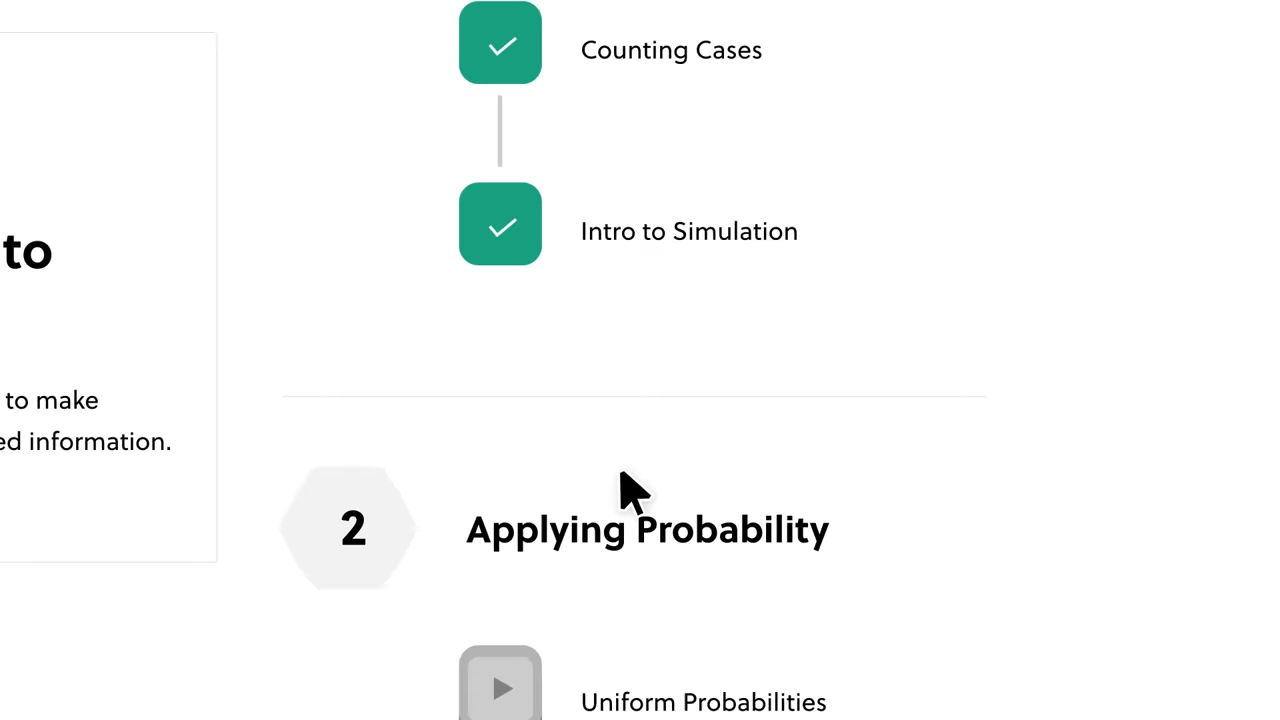 Counting Cases
Intro to Simulation
to
to make
ed information.
2
Applying Probability
Uniform Probabilities